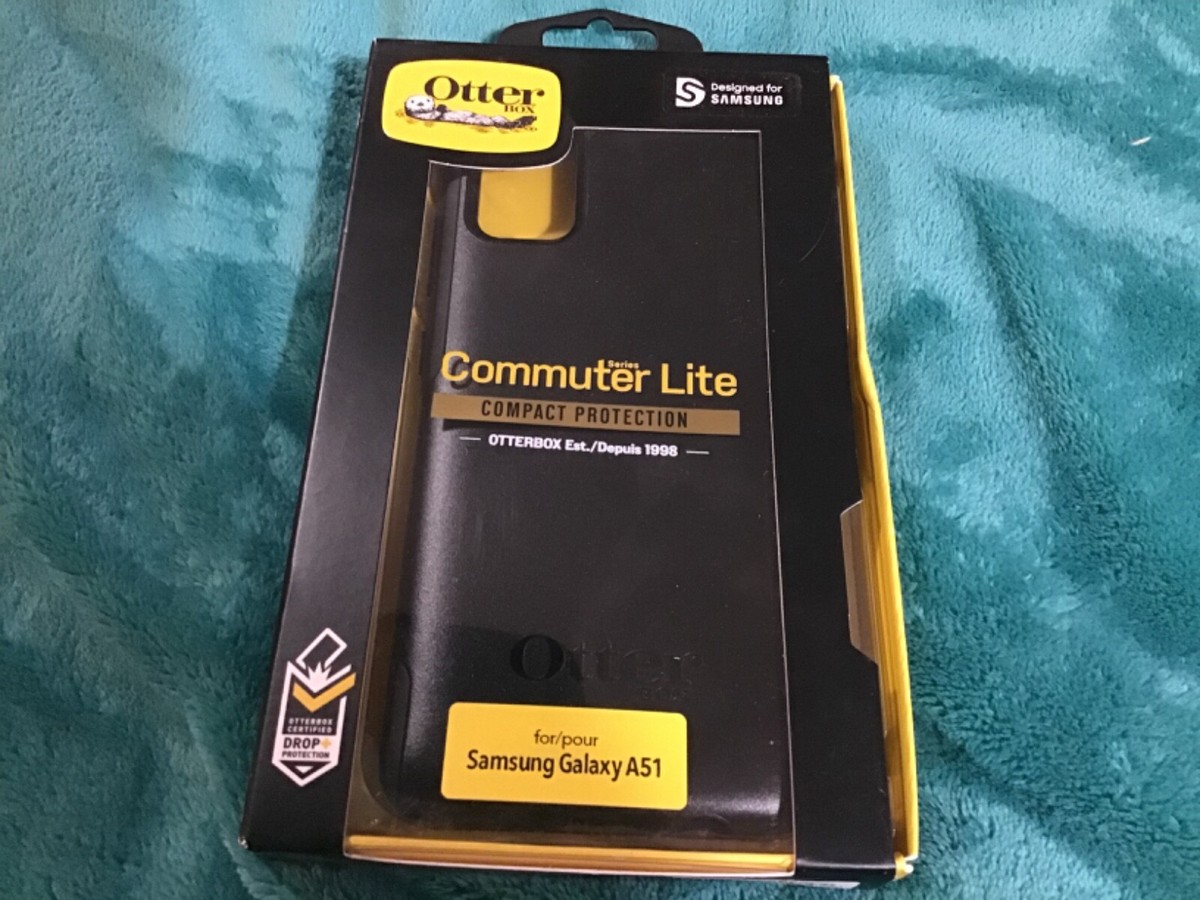 Otter
BOX
Designed for
SAMSUNG
Series
Commuter Lite
COMPACT PROTECTION
OTTERBOX Est./Depuis 1998
Otter
OTTERBOX
CERTIFIED
DROP+
PROTECTION
for/pour
Samsung Galaxy A51